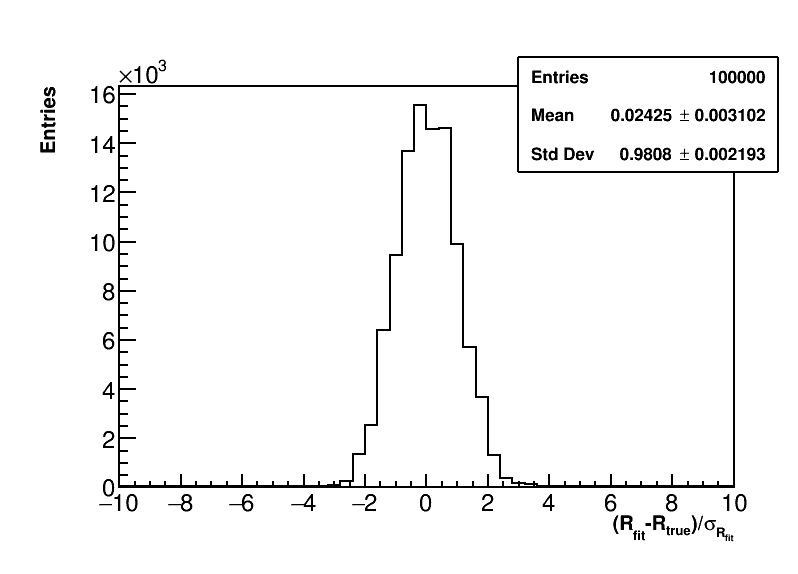 ×10³
Entries 100000
Mean 0.02425 ± 0.003102
Std Dev 0.9808 ± 0.002193
Entries
16
14
12
10
8
6
4
2
0
−10 −8 −6 −4 −2 0 2 4 6 8 10
(R_fit-R_true)/σ_R_fit